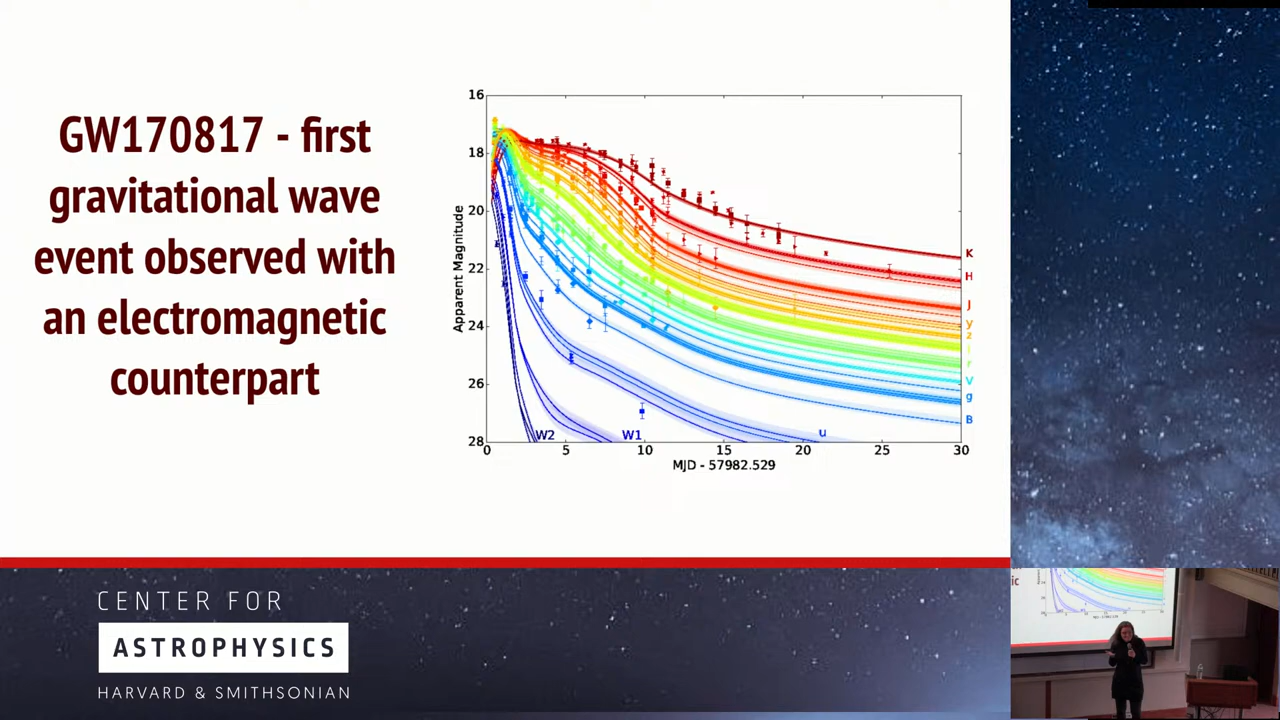 GW170817 - first
gravitational wave
event observed with
an electromagnetic
counterpart
16
18
20
22
24
26
28
Apparent Magnitude
0
5
10
15
20
25
30
MJD - 57982.529
K
H
J
y
z
i
r
V
g
B
u
W1
W2
CENTER FOR
ASTROPHYSICS
HARVARD & SMITHSONIAN